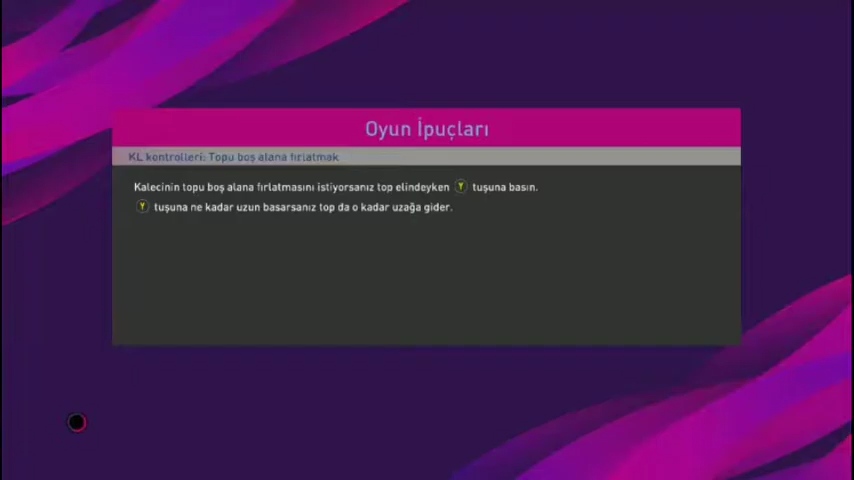 Oyun İpuçları
KL kontrolleri: Topu boş alana fırlatmak
Kalecinin topu boş alana fırlatmasını istiyorsanız top elindeyken Y tuşuna basın.
Y tuşuna ne kadar uzun basarsanız top da o kadar uzağa gider.